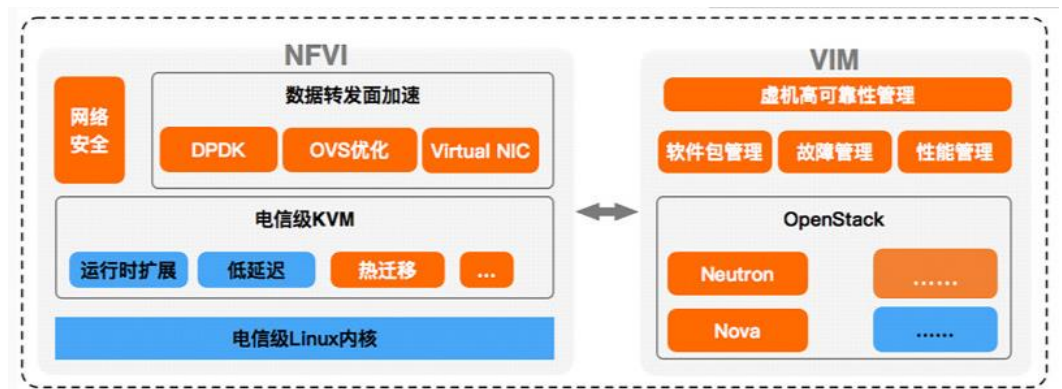 NFVI
网络
安全
数据转发面加速
DPDK
OVS优化
Virtual NIC
电信级KVM
运行时扩展
低延迟
热迁移
...
电信级Linux内核
VIM
虚机高可靠性管理
软件包管理
故障管理
性能管理
OpenStack
Neutron
......
Nova
......